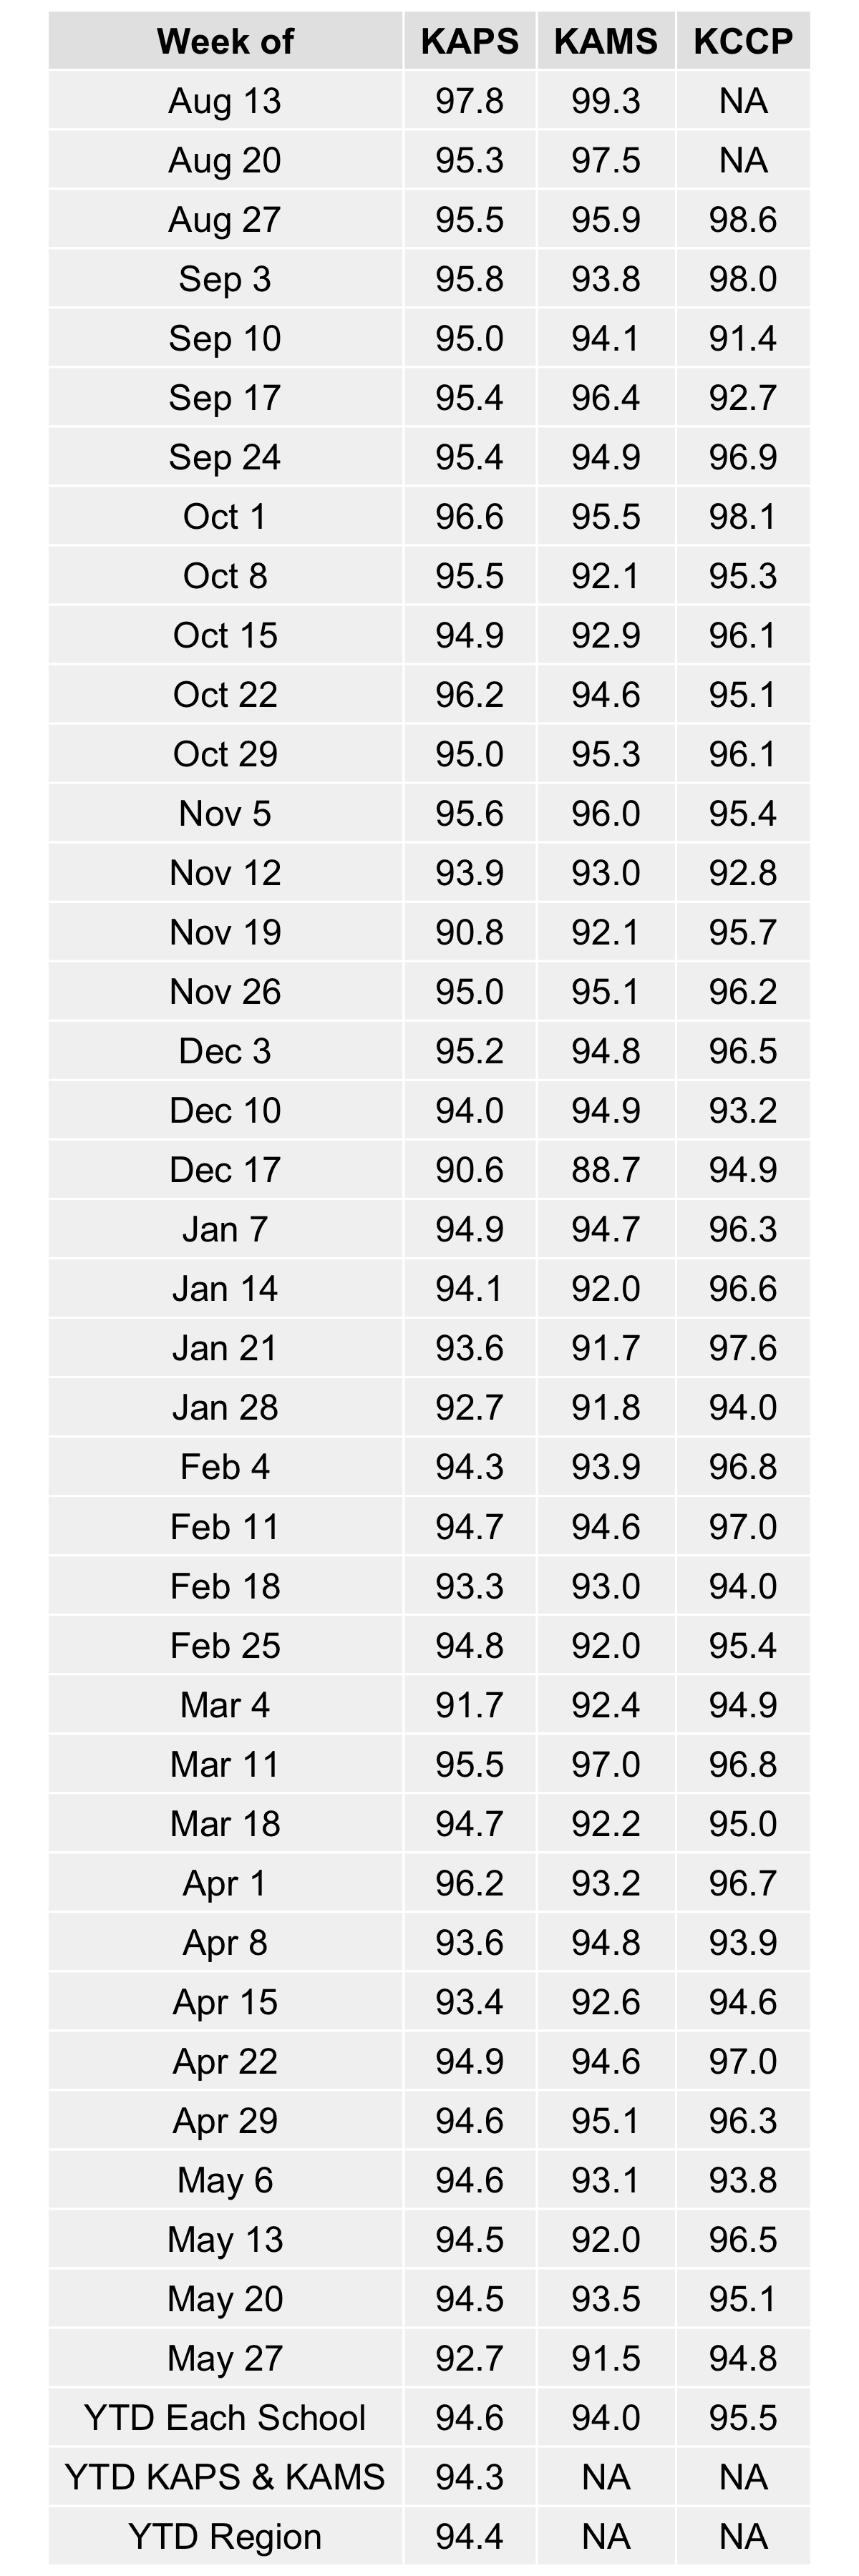 Week of KAPS KAMS KCCP
Aug 13 97.8 99.3 NA
Aug 20 95.3 97.5 NA
Aug 27 95.5 95.9 98.6
Sep 3 95.8 93.8 98.0
Sep 10 95.0 94.1 91.4
Sep 17 95.4 96.4 92.7
Sep 24 95.4 94.9 96.9
Oct 1 96.6 95.5 98.1
Oct 8 95.5 92.1 95.3
Oct 15 94.9 92.9 96.1
Oct 22 96.2 94.6 95.1
Oct 29 95.0 95.3 96.1
Nov 5 95.6 96.0 95.4
Nov 12 93.9 93.0 92.8
Nov 19 90.8 92.1 95.7
Nov 26 95.0 95.1 96.2
Dec 3 95.2 94.8 96.5
Dec 10 94.0 94.9 93.2
Dec 17 90.6 88.7 94.9
Jan 7 94.9 94.7 96.3
Jan 14 94.1 92.0 96.6
Jan 21 93.6 91.7 97.6
Jan 28 92.7 91.8 94.0
Feb 4 94.3 93.9 96.8
Feb 11 94.7 94.6 97.0
Feb 18 93.3 93.0 94.0
Feb 25 94.8 92.0 95.4
Mar 4 91.7 92.4 94.9
Mar 11 95.5 97.0 96.8
Mar 18 94.7 92.2 95.0
Apr 1 96.2 93.2 96.7
Apr 8 93.6 94.8 93.9
Apr 15 93.4 92.6 94.6
Apr 22 94.9 94.6 97.0
Apr 29 94.6 95.1 96.3
May 6 94.6 93.1 93.8
May 13 94.5 92.0 96.5
May 20 94.5 93.5 95.1
May 27 92.7 91.5 94.8
YTD Each School 94.6 94.0 95.5
YTD KAPS & KAMS 94.3 NA NA
YTD Region 94.4 NA NA